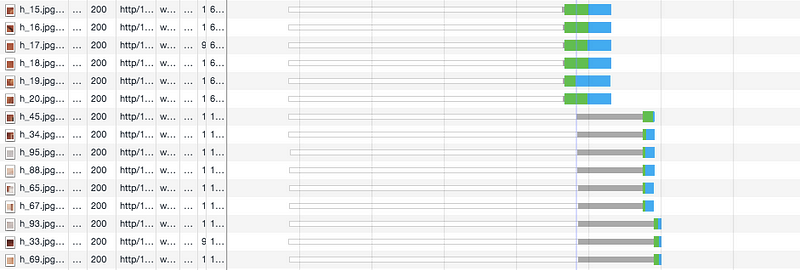 h_15.jpg... ... 200 http/1... w... ... 1 6...
h_16.jpg... ... 200 http/1... w... ... 1 6...
h_17.jpg... ... 200 http/1... w... ... 9 6...
h_18.jpg... ... 200 http/1... w... ... 1 6...
h_19.jpg... ... 200 http/1... w... ... 1 6...
h_20.jpg... ... 200 http/1... w... ... 1 6...
h_45.jpg... ... 200 http/1... w... ... 1 1...
h_34.jpg... ... 200 http/1... w... ... 1 1...
h_95.jpg... ... 200 http/1... w... ... 1 1...
h_88.jpg... ... 200 http/1... w... ... 1 1...
h_65.jpg... ... 200 http/1... w... ... 1 1...
h_67.jpg... ... 200 http/1... w... ... 1 1...
h_93.jpg... ... 200 http/1... w... ... 1 1...
h_33.jpg... ... 200 http/1... w... ... 9 1...
h_69.jpg... ... 200 http/1... w... ... 1 1...